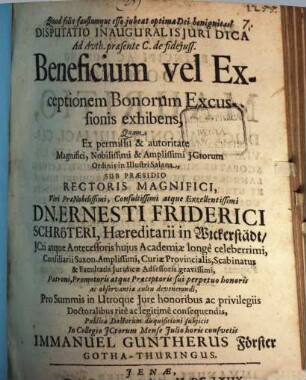 Quod felix faustumque esse jubeat optima Dei benignitas!
DISPUTATIO INAUGURALIS JURIDICA
Ad Auth. præsente C. de fidejuss.
Beneficium vel Ex-
ceptionem Bonorum Excus-
sionis exhibens,
Quam
Ex permissu & autoritate
Magnifici, Nobilissimi & Amplissimi JCtorum
Ordinis in Illustri Salana,
SUB PRÆSIDIO
RECTORIS MAGNIFICI,
Viri PræNobilissimi, Consultissimi atque Excellentissimi
DN. ERNESTI FRIDERICI
SCHRÖTERI, Hæreditarii in Wickerstädt/
JCti atque Antecessoris hujus Academiæ longè celeberrimi,
Consiliarii Saxon. Amplissimi, Curiæ Provincialis, Scabinatus
& Facultatis Juridicæ Adsessoris gravissimi,
Patroni, Promotoris atque Præceptoris sui perpetuo honoris
ac observantiæ cultu devenerandi,
Pro Summis in Utroque Jure honoribus ac privilegiis
Doctoralibus ritè ac legitimè consequendis,
Publicæ Doctorum disquisitioni subjicit
In Collegio JCtorum Mense Julio horis consvetis
IMMANUEL GUNTHERUS Förster
GOTHA-THURINGUS.
JENÆ,